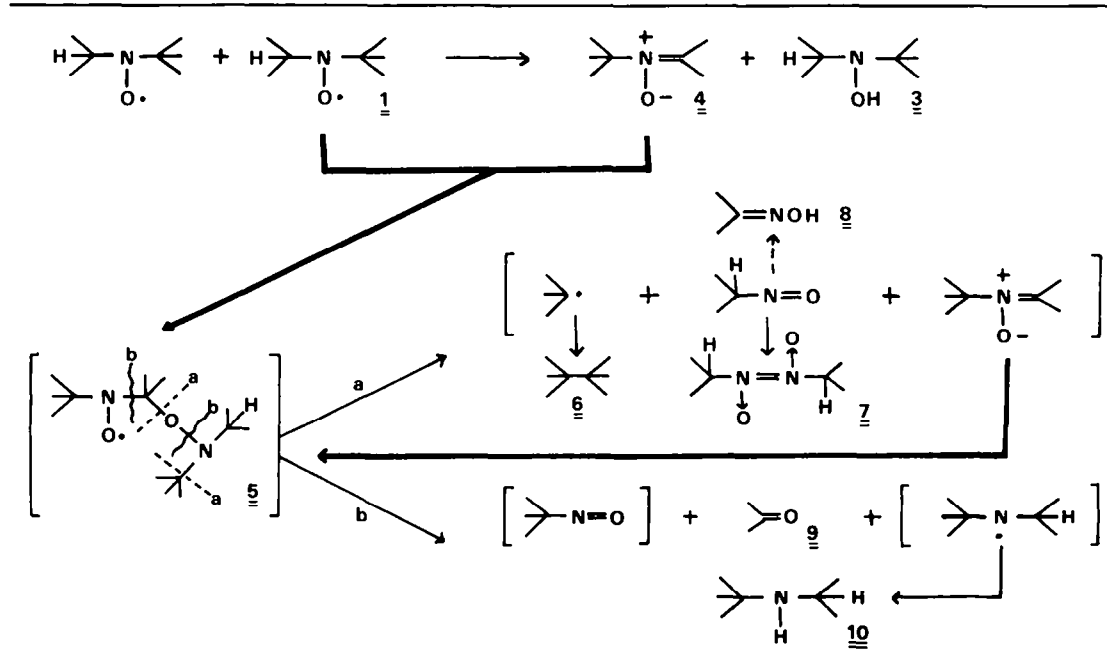 H N + H N → N + = + H N
O• O• 1 O− 4 OH 3
=NOH 8
• + H N=O + N + =
O O−
6 H N=N H 7
O
b a b H
N O N
O• a 5
a
b
N=O + =O 9 + N H
•
N H
H 10